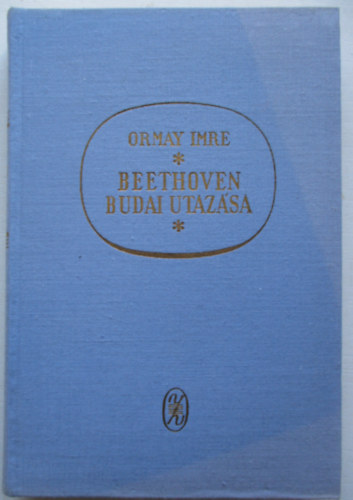 ORMAY IMRE
*
BEETHOVEN
BUDAI UTAZÁSA
*